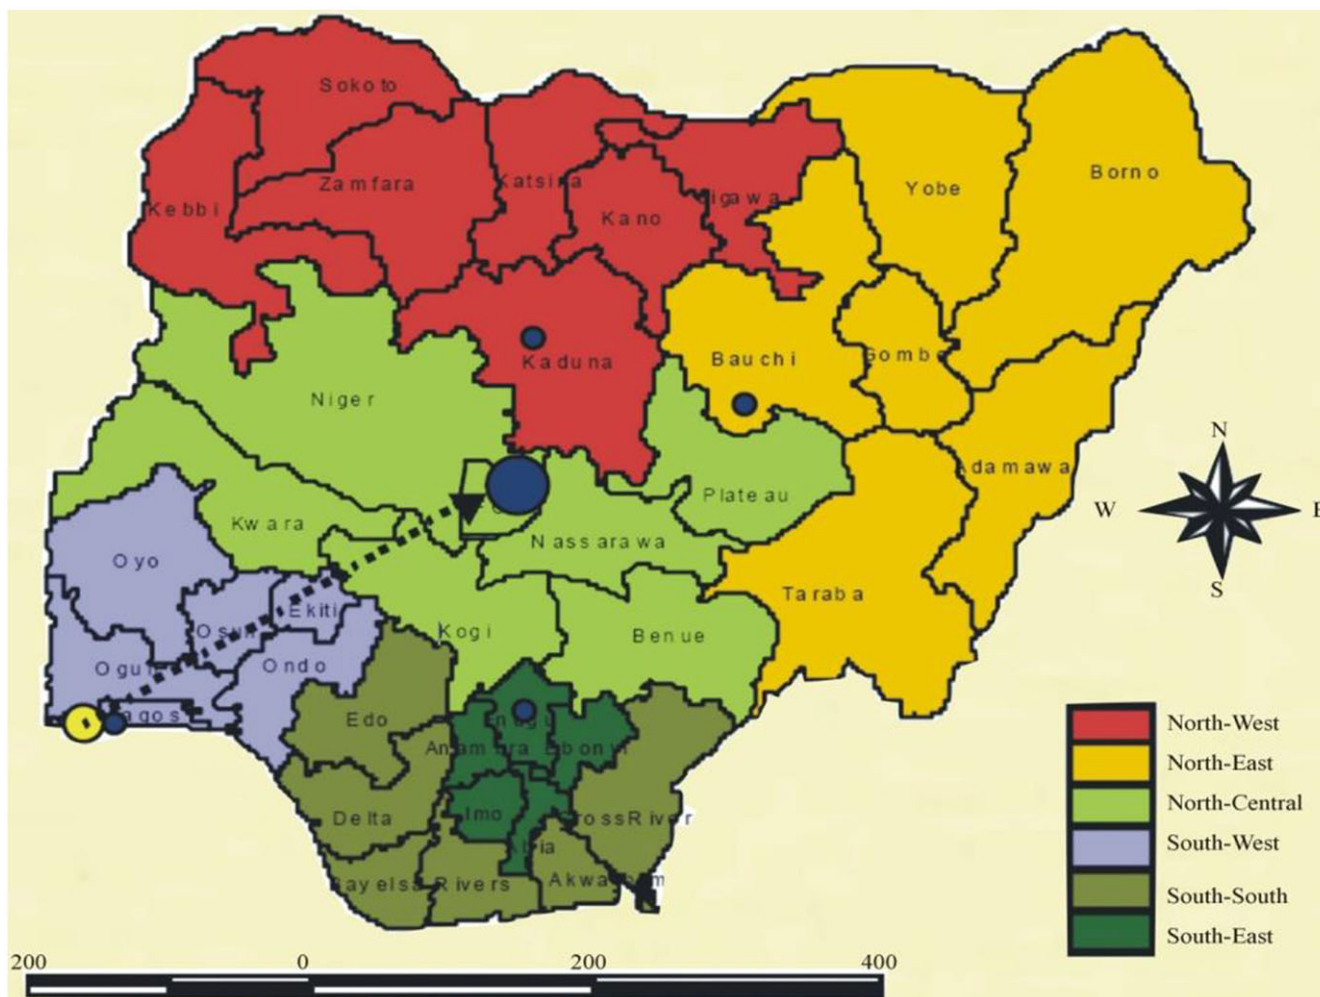 Sokoto
Borno
Katsina
Zamfara
Yobe
Jigawa
Kebbi
Kano
Gombe
Bauchi
Kaduna
Niger
N
Adamawa
Plateau
W
E
Kwara
Nassarawa
Oyo
S
Taraba
Ekiti
Osun
Kogi
Benue
Ogun
Ondo
Lagos
Edo
Enugu
North-West
Anambra
Ebonyi
North-East
North-Central
Imo
Delta
CrossRiver
South-West
Abia
Bayelsa
Rivers
Akwa
South-South
South-East
200
0
200
400